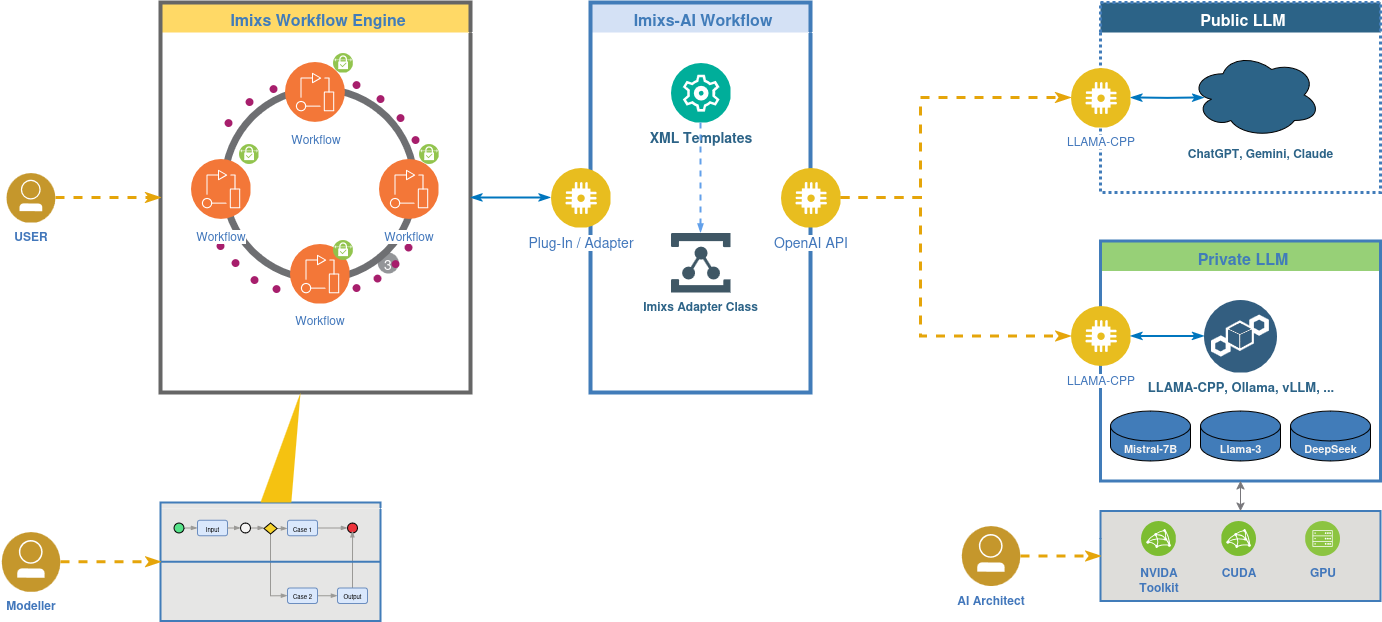 Imixs Workflow Engine
Workflow
Workflow
Workflow
3
Workflow
USER
Imixs-AI Workflow
XML Templates
Plug-In / Adapter
OpenAI API
Imixs Adapter Class
Public LLM
LLAMA-CPP
ChatGPT, Gemini, Claude
Private LLM
LLAMA-CPP
LLAMA-CPP, Ollama, vLLM, ...
Mistral-7B
Llama-3
DeepSeek
Modeller
Input
Case 1
Case 2
Output
AI Architect
NVIDA
Toolkit
CUDA
GPU